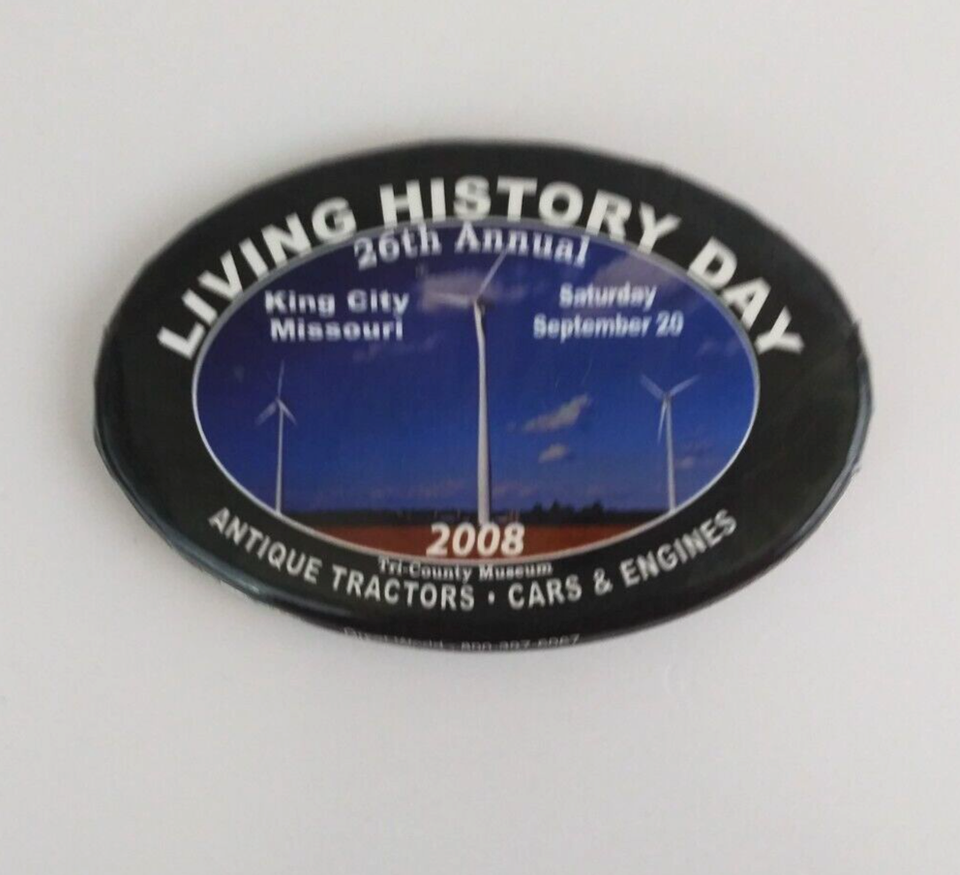 LIVING HISTORY DAY
26th Annual
King City
Missouri
Saturday
September 20
2008
Tri-County Museum
ANTIQUE TRACTORS • CARS & ENGINES